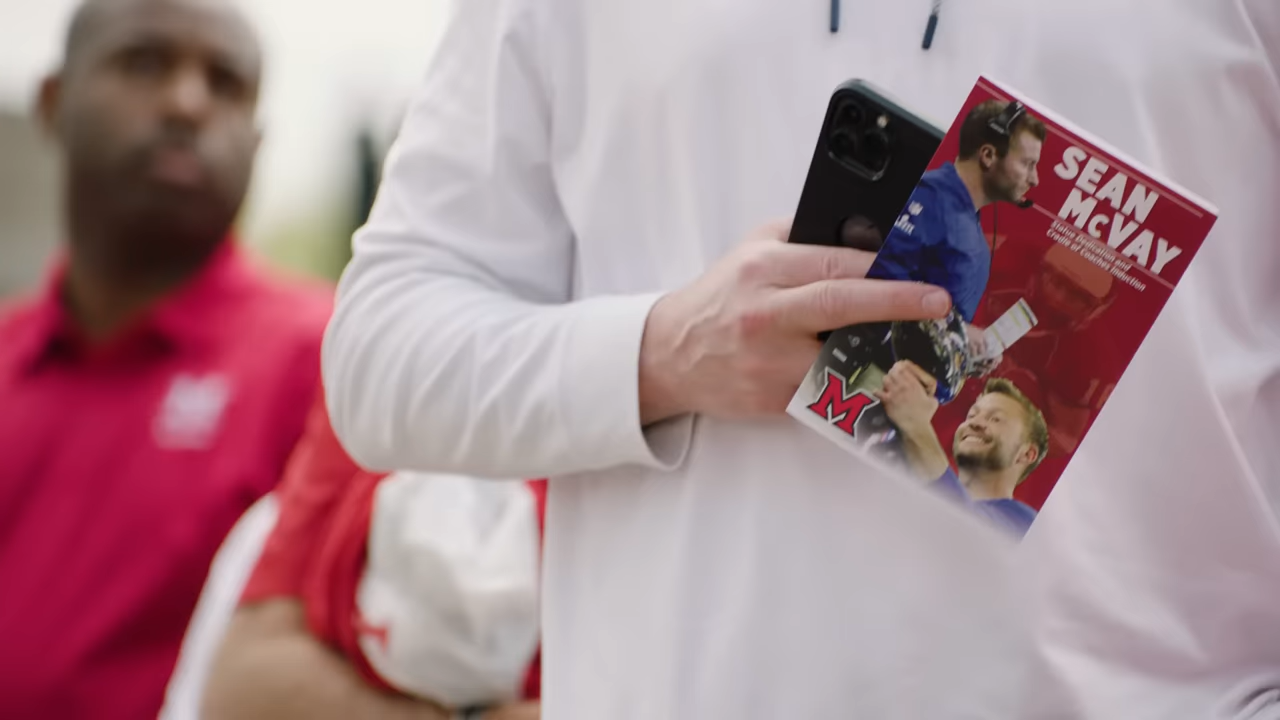 SEAN
McVAY
Statue Dedication and
Cradle of Coaches Induction
M
M